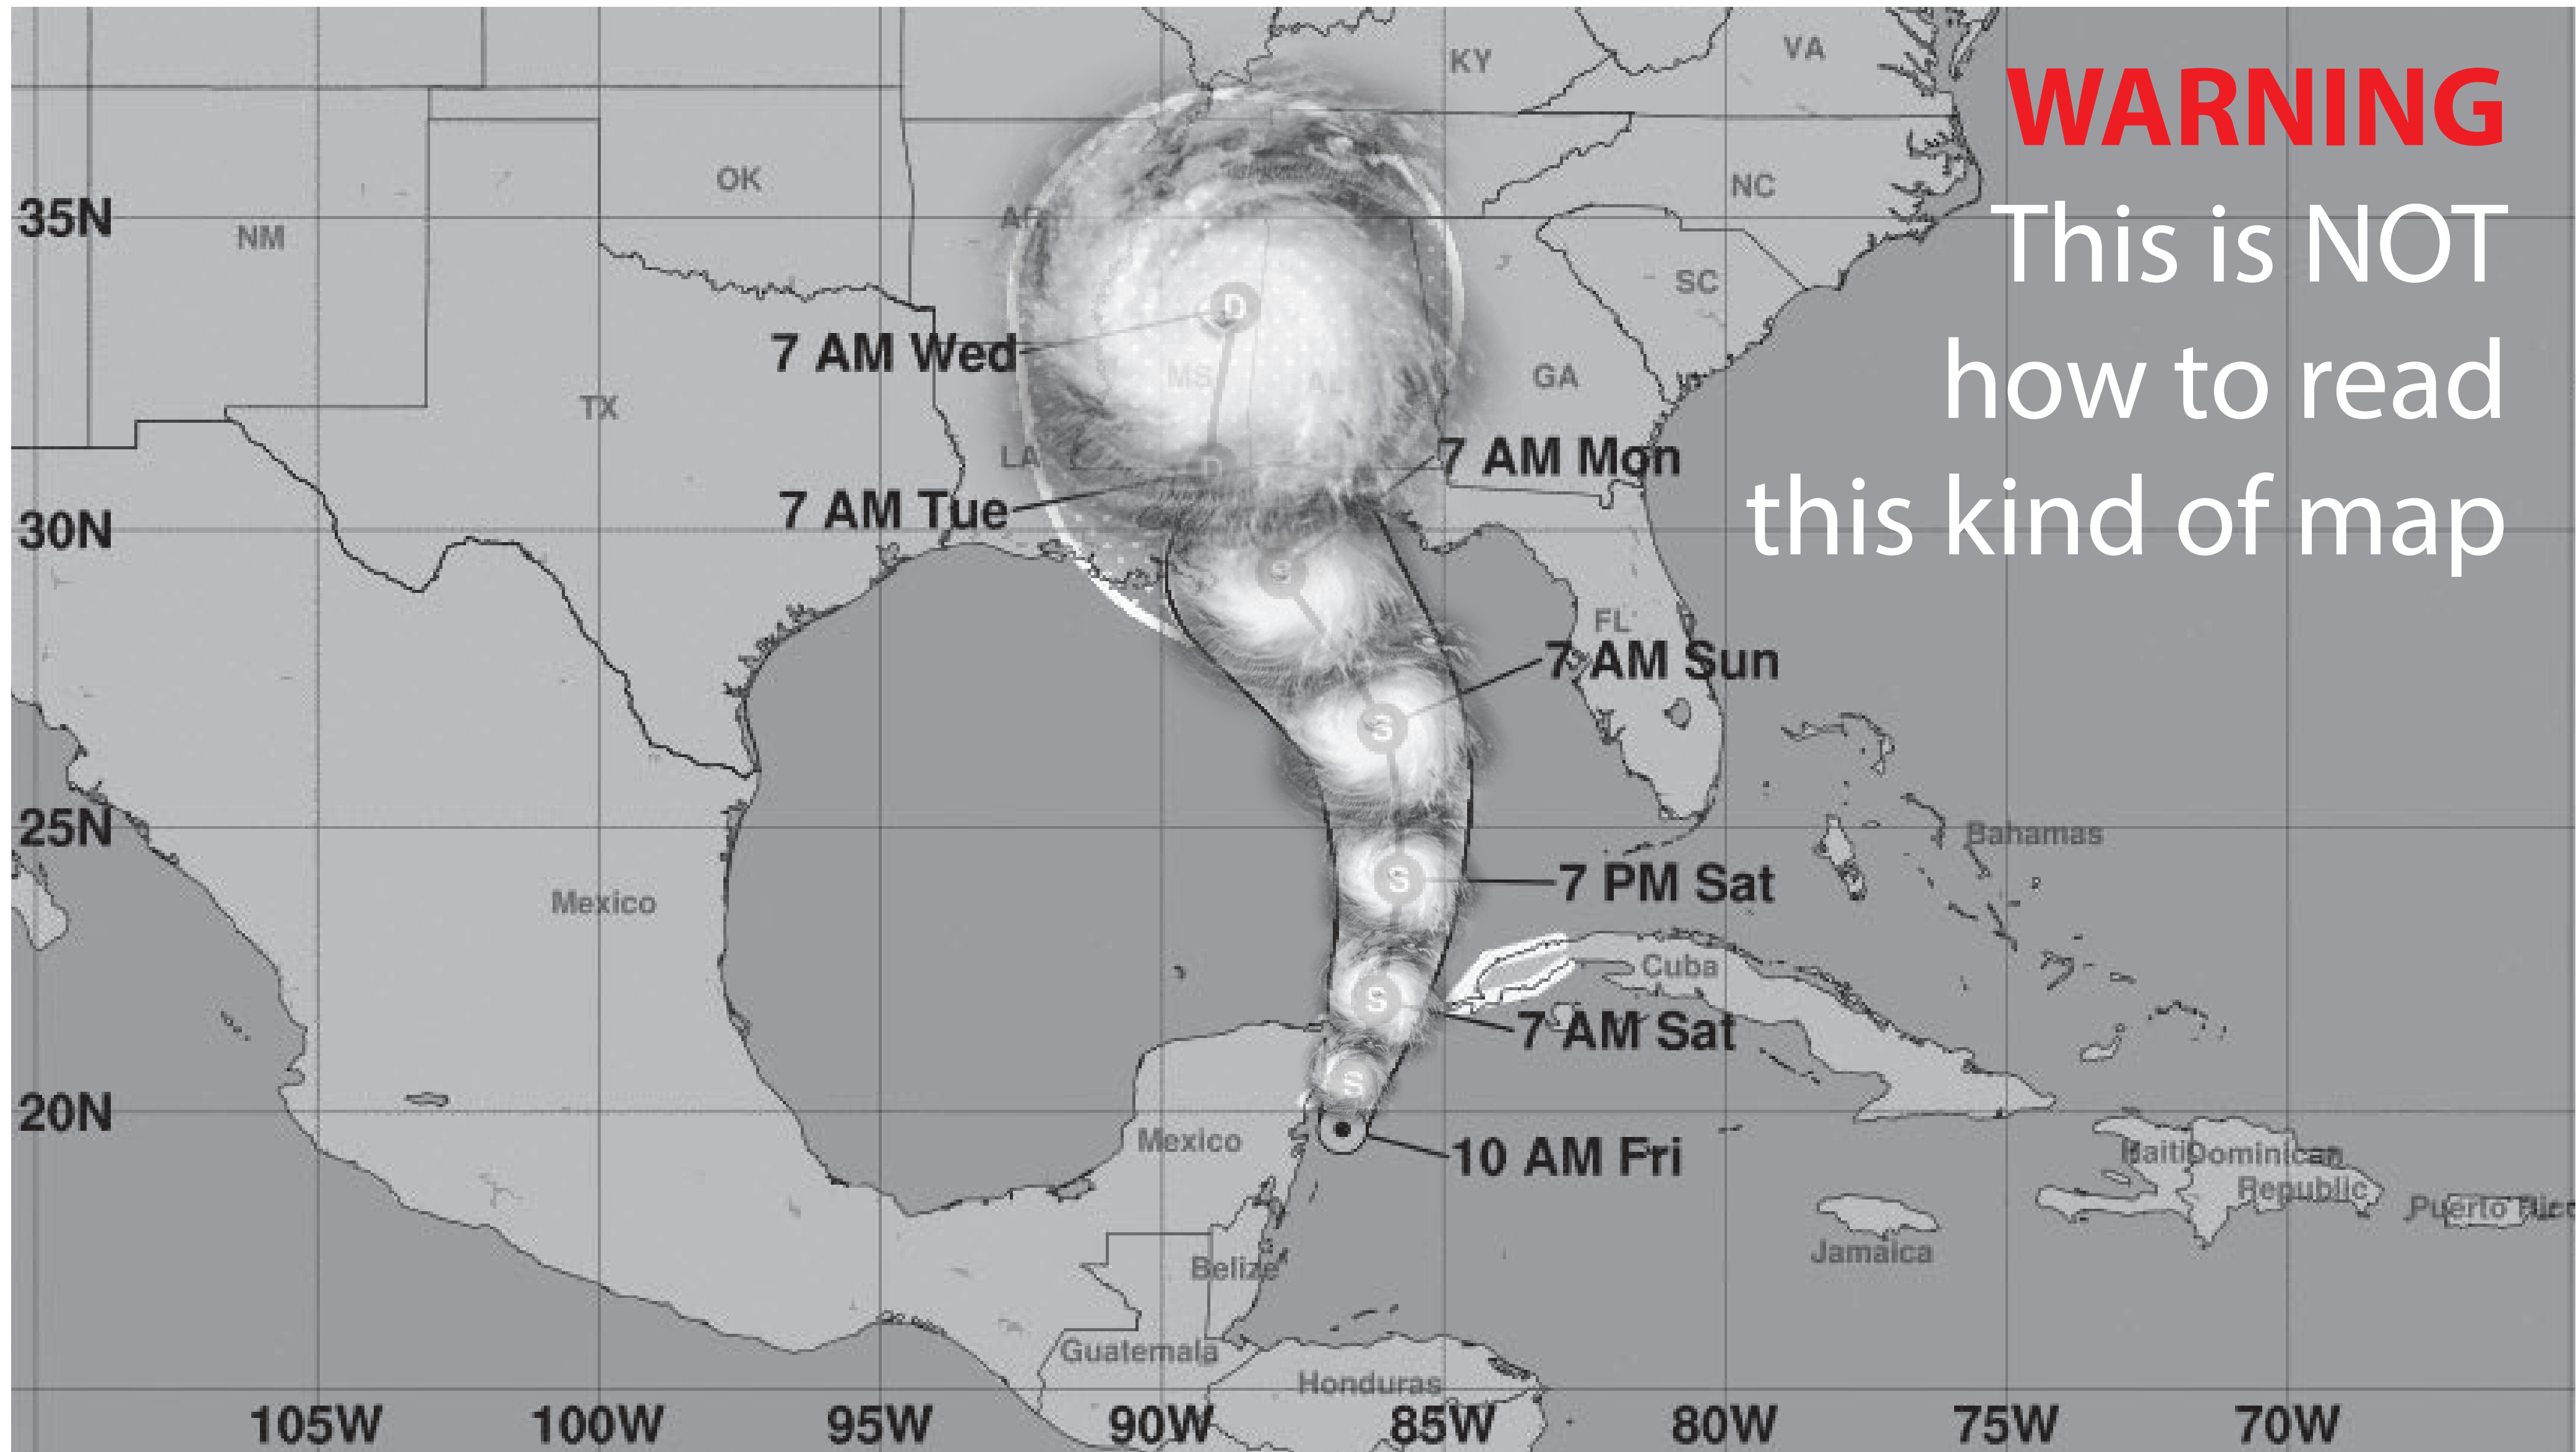 WARNING
This is NOT
how to read
this kind of map
KY
VA
OK
NC
AR
35N
NM
SC
D
7 AM Wed
MS
AL
GA
TX
LA
7 AM Mon
D
7 AM Tue
30N
S
FL
7 AM Sun
S
25N
Bahamas
7 PM Sat
S
Mexico
Cuba
S
7 AM Sat
S
20N
Mexico
10 AM Fri
Haiti
Dominican
Republic
Puerto Rico
Jamaica
Belize
Guatemala
Honduras
105W
100W
95W
90W
85W
80W
75W
70W